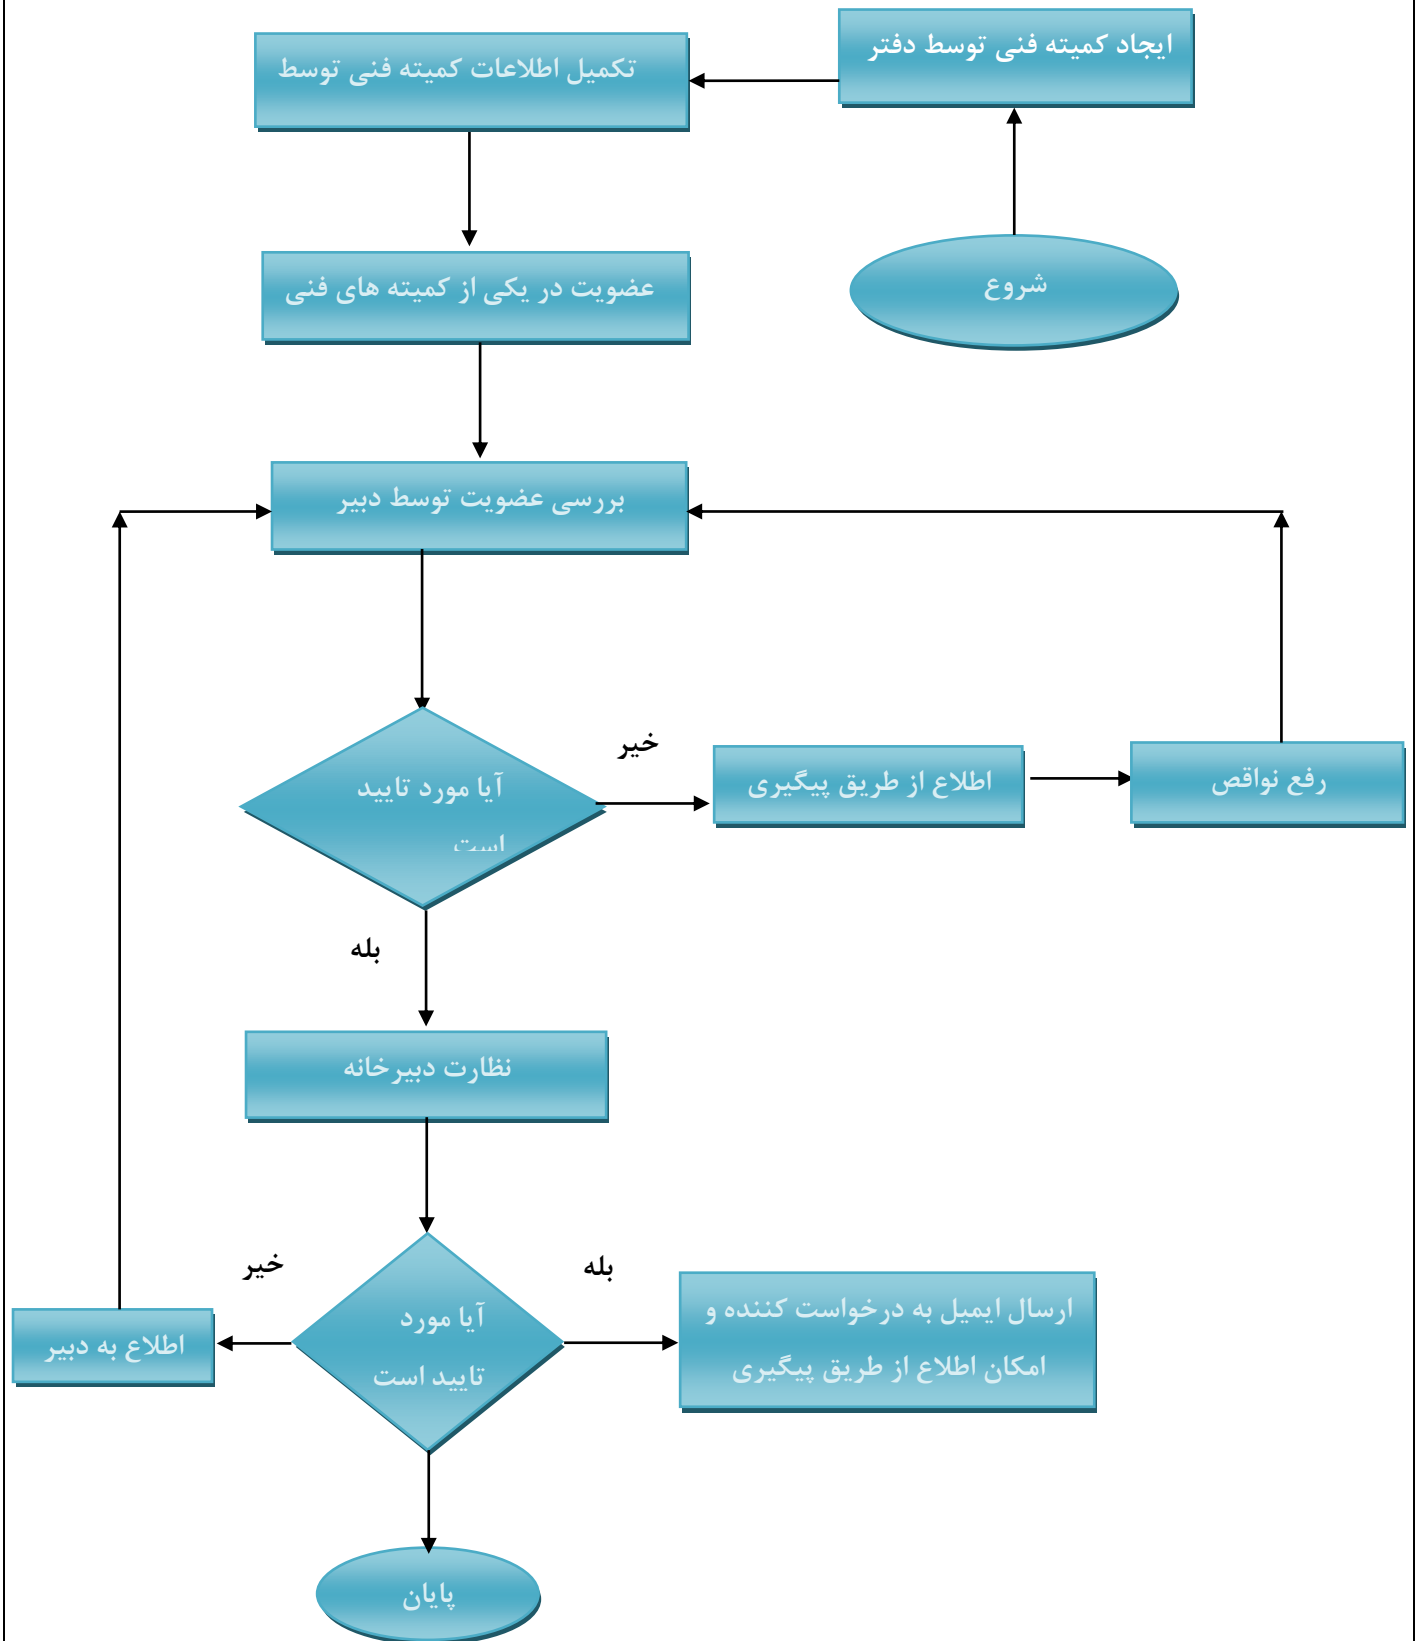 ایجاد کمیته فنی توسط دفتر
تکمیل اطلاعات کمیته فنی توسط
شروع
عضویت در یکی از کمیته های فنی
بررسی عضویت توسط دبیر
خیر
آیا مورد تایید
است
اطلاع از طریق پیگیری
رفع نواقص
بله
نظارت دبیرخانه
خیر
بله
آیا مورد
تایید است
ارسال ایمیل به درخواست کننده و
امکان اطلاع از طریق پیگیری
اطلاع به دبیر
پایان